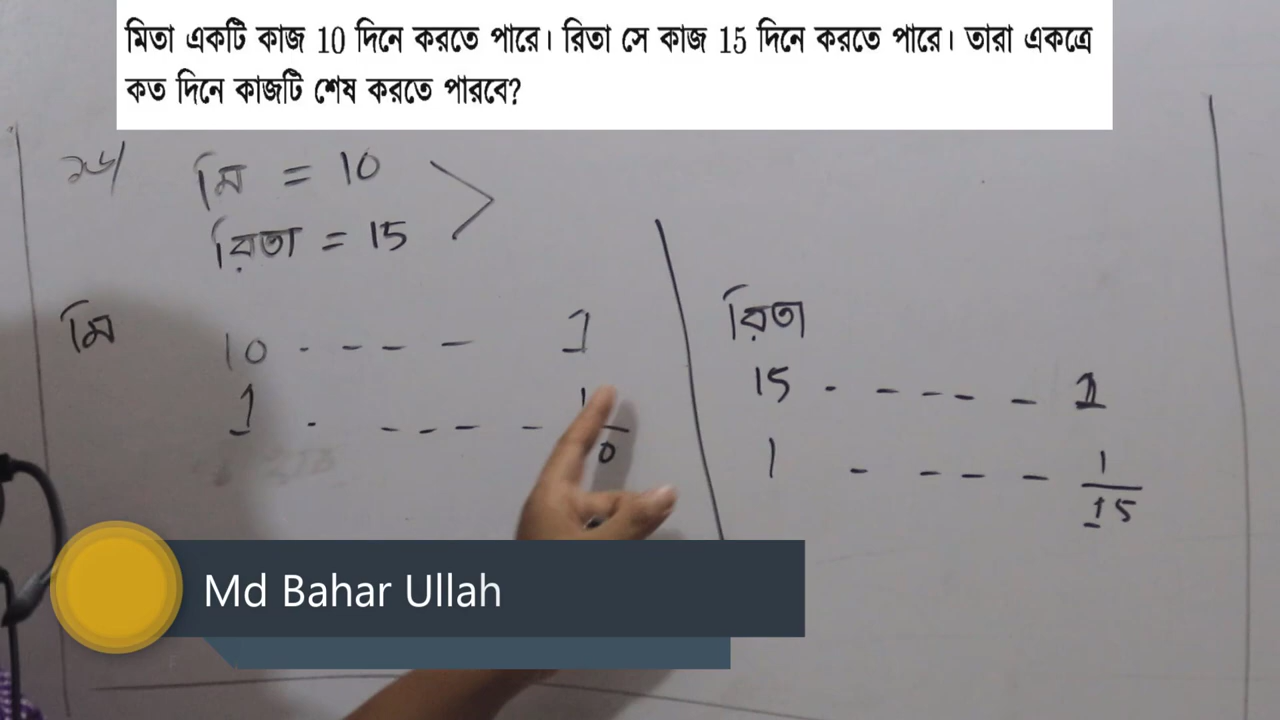 মিতা একটি কাজ 10 দিনে করতে পারে। রিতা সে কাজ 15 দিনে করতে পারে। তারা একত্রে
কত দিনে কাজটি শেষ করতে পারবে?
মি = 10
রিতা = 15
মি
10 - - - - 1
1 - - - - -
রিতা
15 - - - - - 1
1 - - - - 1/15
Md Bahar Ullah